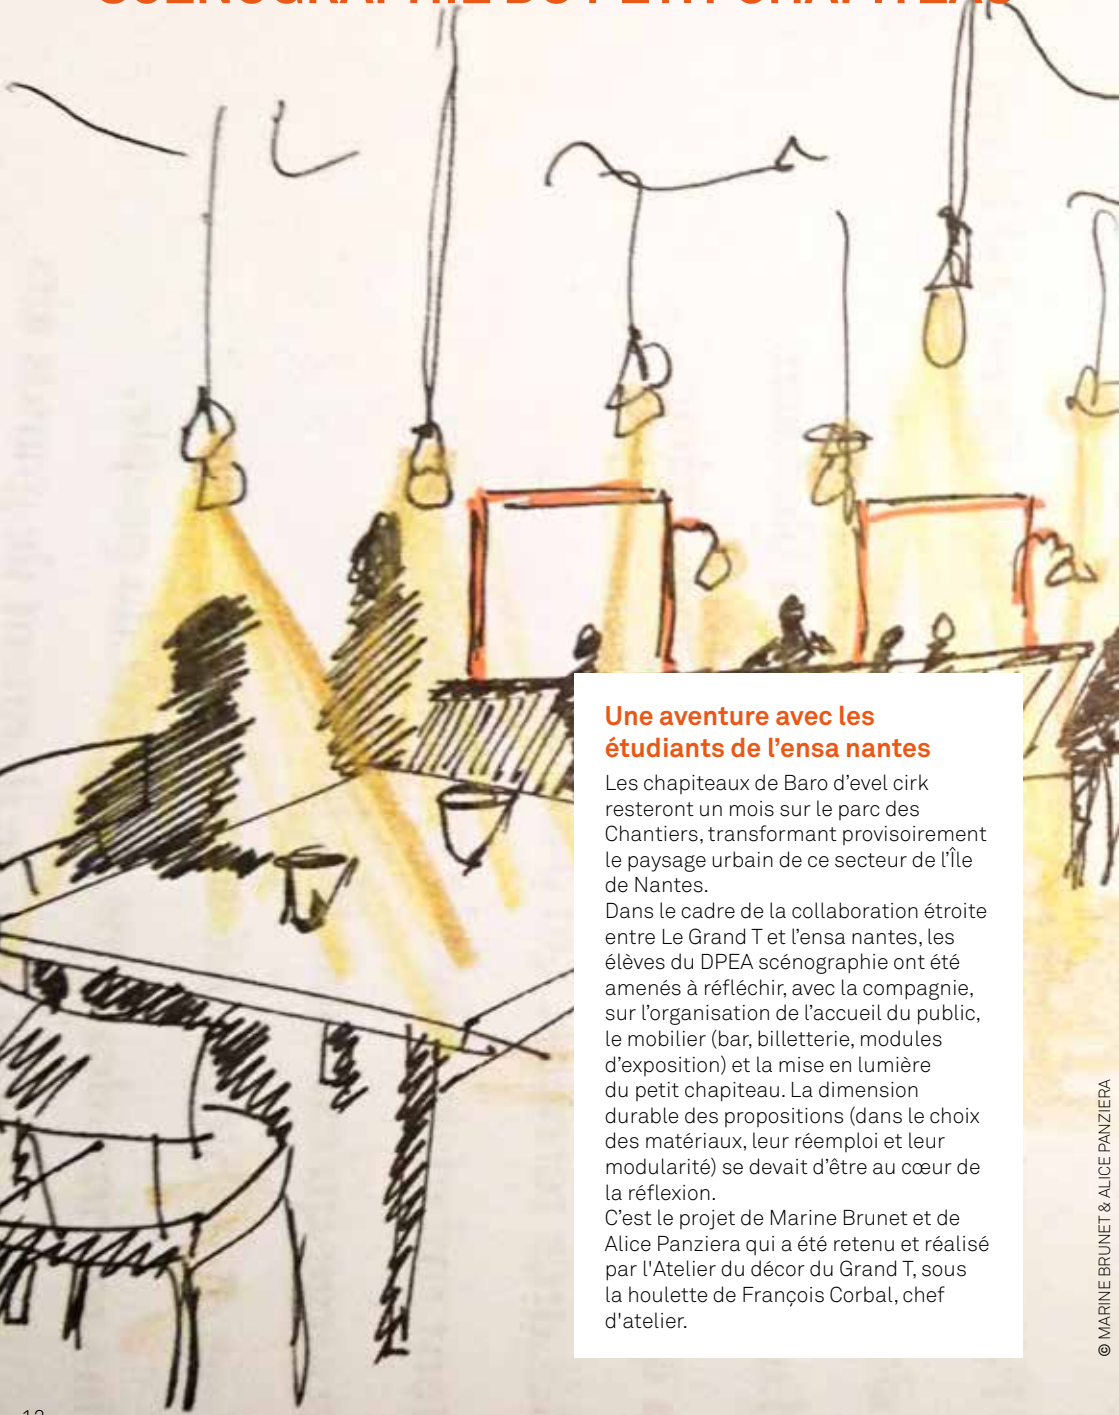 SCÉNOGRAPHIE DU PETIT CHAPITEAU
Une aventure avec les
étudiants de l'ensa nantes
Les chapiteaux de Baro d'evel cirk
resteront un mois sur le parc des
Chantiers, transformant provisoirement
le paysage urbain de ce secteur de l'Île
de Nantes.
Dans le cadre de la collaboration étroite
entre Le Grand T et l'ensa nantes, les
élèves du DPEA scénographie ont été
amenés à réfléchir, avec la compagnie,
sur l'organisation de l'accueil du public,
le mobilier (bar, billetterie, modules
d'exposition) et la mise en lumière
du petit chapiteau. La dimension
durable des propositions (dans le choix
des matériaux, leur réemploi et leur
modularité) se devait d'être au cœur de
la réflexion.
C'est le projet de Marine Brunet et de
Alice Panziera qui a été retenu et réalisé
par l'Atelier du décor du Grand T, sous
la houlette de François Corbal, chef
d'atelier.
© MARINE BRUNET & ALICE PANZIERA